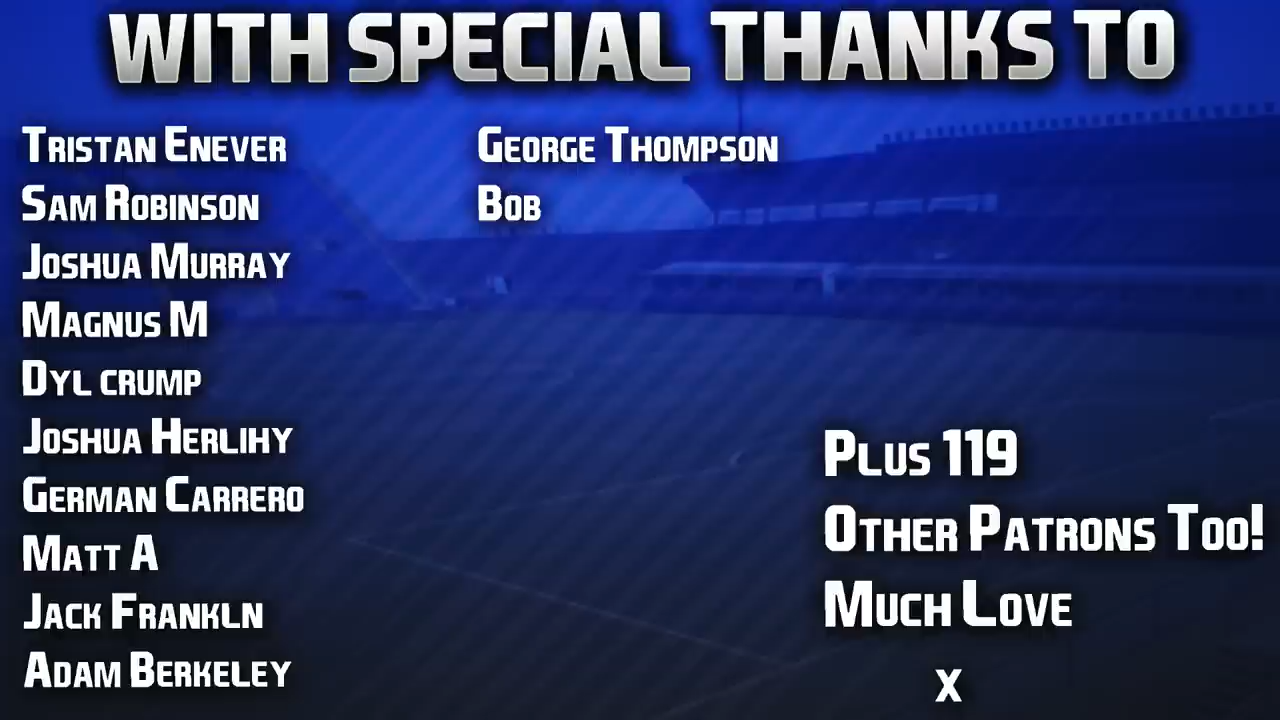 WITH SPECIAL THANKS TO
Tristan Enever
Sam Robinson
Joshua Murray
Magnus M
Dyl crump
Joshua Herlihy
German Carrero
Matt A
Jack Frankln
Adam Berkeley
George Thompson
Bob
Plus 119
Other Patrons Too!
Much Love
x